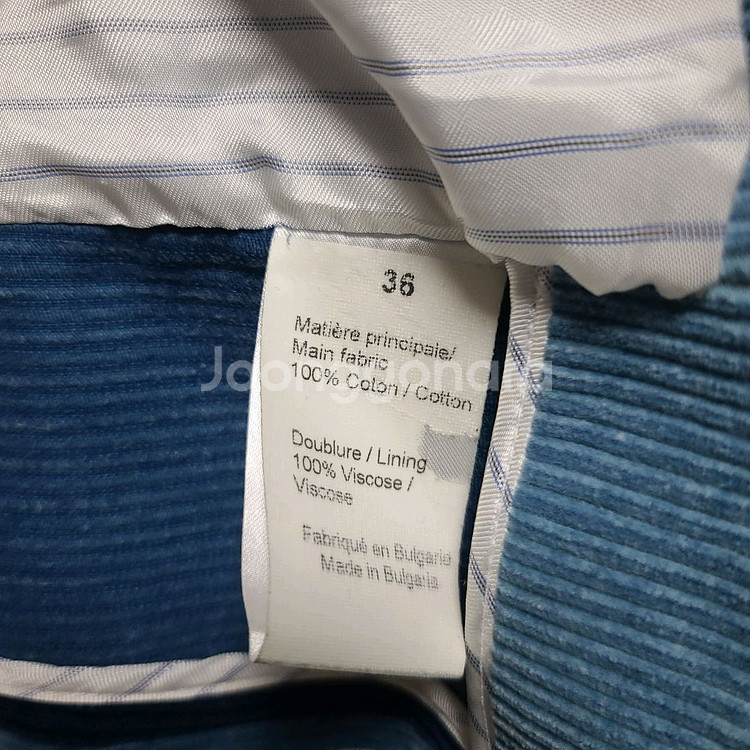 36
Matière principale/
Main fabric
100% Coton / Cotton
Doublure / Lining
100% Viscose /
Viscose
Fabriqué en Bulgarie
Made in Bulgaria
Joonggonara